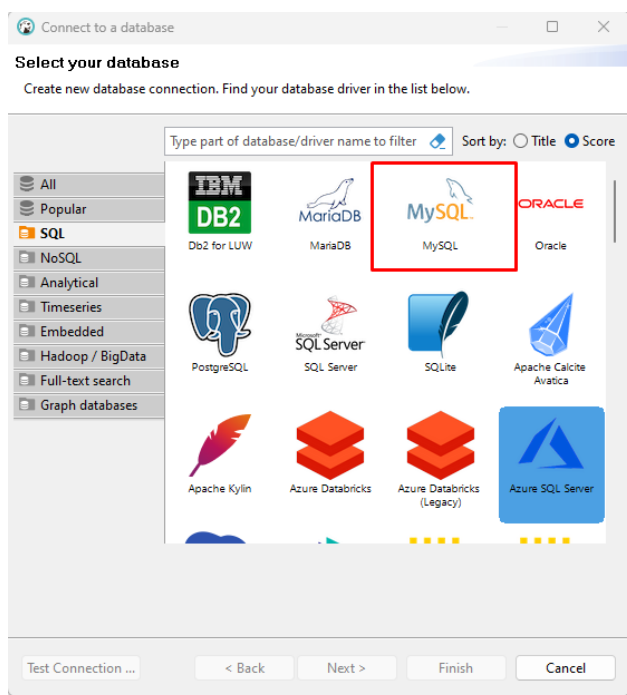 Connect to a database
Select your database
Create new database connection. Find your database driver in the list below.
Type part of database/driver name to filter Sort by: Title Score
All
Popular
SQL
NoSQL
Analytical
Timeseries
Embedded
Hadoop / BigData
Full-text search
Graph databases
IBM
DB2
MariaDB
MySQL
ORACLE
Db2 for LUW MariaDB MySQL Oracle
Microsoft
SQL Server
PostgreSQL SQL Server SQLite Apache Calcite
Avatica
Apache Kylin Azure Databricks Azure Databricks
(Legacy)
Azure SQL Server
Test Connection ... < Back Next > Finish Cancel